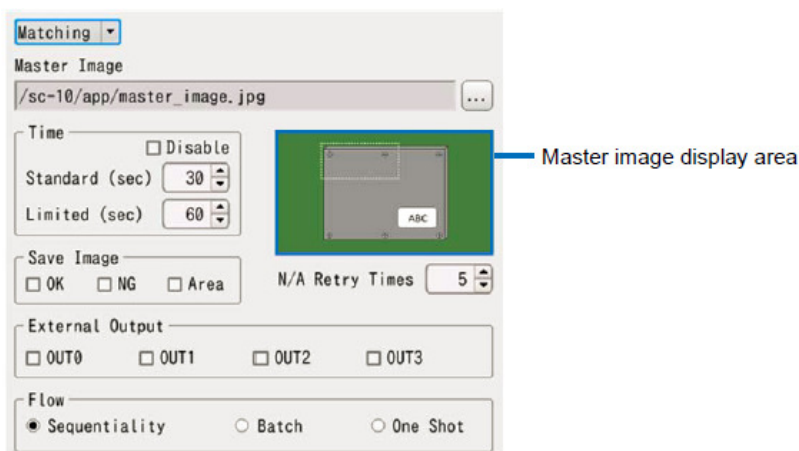 Matching
Master Image
/sc-10/app/master_image.jpg
...
Time
Disable
Standard (sec) 30
Limited (sec) 60
ABC
Master image display area
Save Image
OK NG Area
N/A Retry Times 5
External Output
OUT0 OUT1 OUT2 OUT3
Flow
Sequentiality Batch One Shot